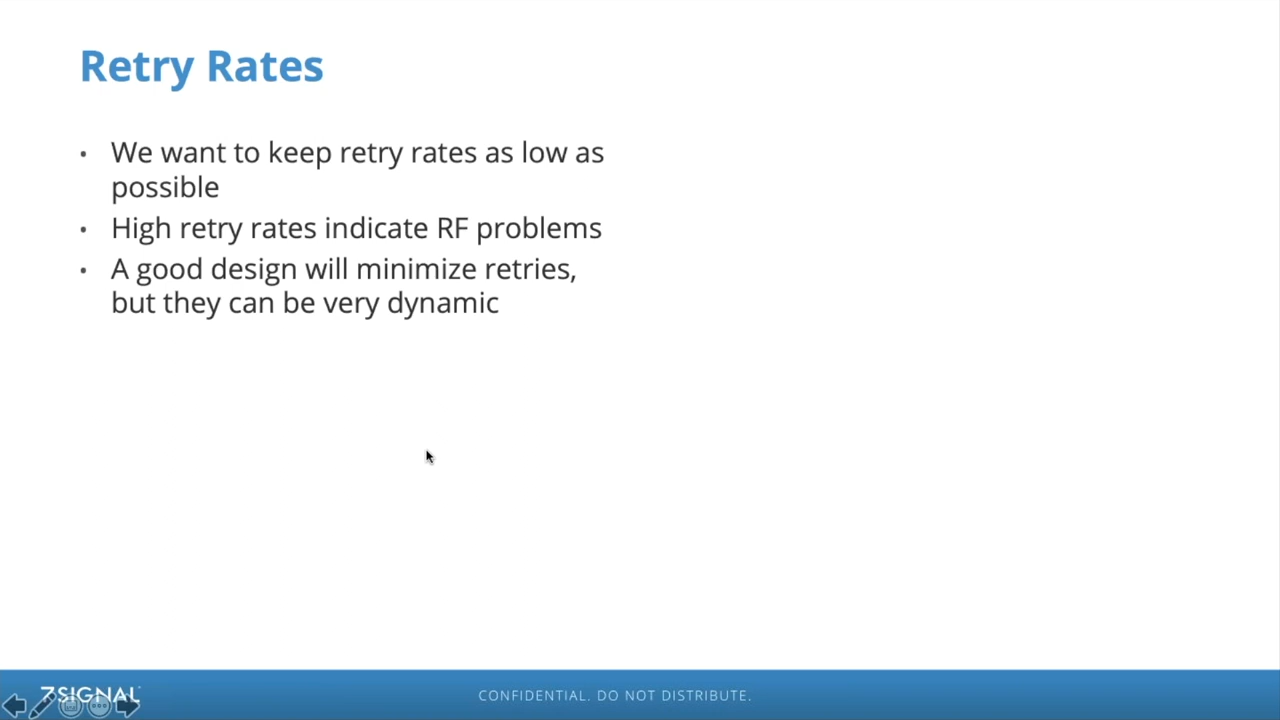 Retry Rates
• We want to keep retry rates as low as
possible
• High retry rates indicate RF problems
• A good design will minimize retries,
but they can be very dynamic
7SIGNAL
CONFIDENTIAL. DO NOT DISTRIBUTE.